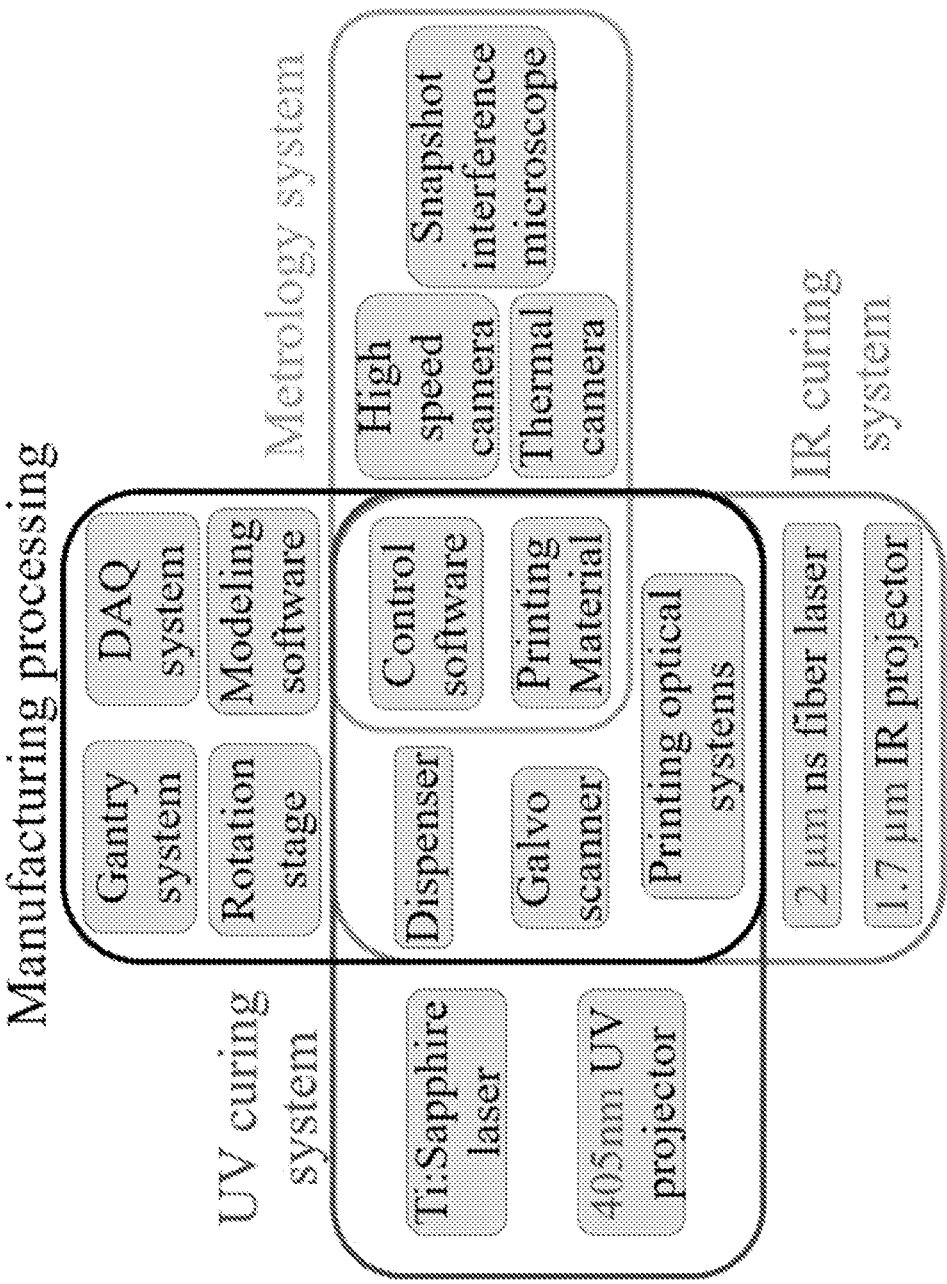 Manufacturing processing
UV curing
system
Metrology system
Gantry
system
DAQ
system
Rotation
stage
Modeling
software
Ti:Sapphire
laser
405nm UV
projector
Dispenser
Galvo
scanner
Control
software
Printing
Material
Printing optical
systems
High
speed
camera
Thermal
camera
Snapshot
interference
microscope
2 μm ns fiber laser
1.7 μm IR projector
IR curing
system